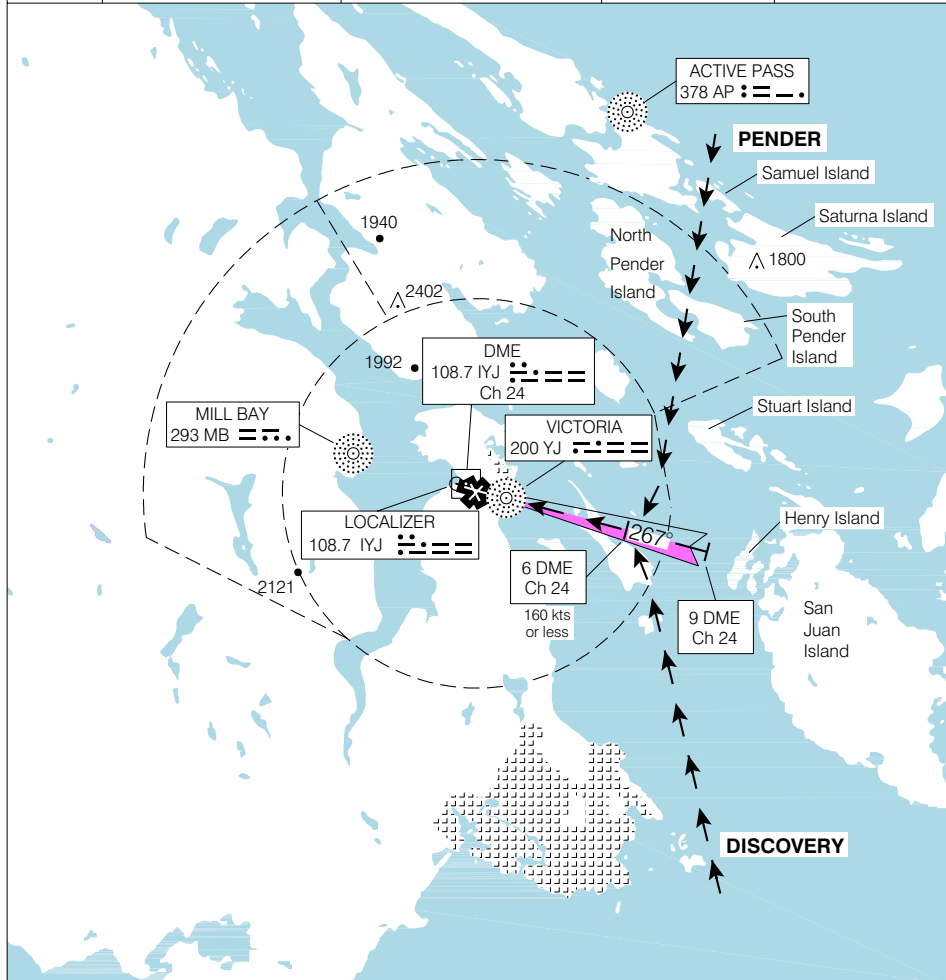 ACTIVE PASS
378 AP
PENDER
Samuel Island
Saturna Island
1940
North
Pender
Island
1800
2402
South
Pender
Island
DME
108.7 IYJ
Ch 24
1992
MILL BAY
293 MB
VICTORIA
200 YJ
Stuart Island
LOCALIZER
108.7 IYJ
Henry Island
267°
6 DME
Ch 24
160 kts
or less
9 DME
Ch 24
2121
San
Juan
Island
DISCOVERY